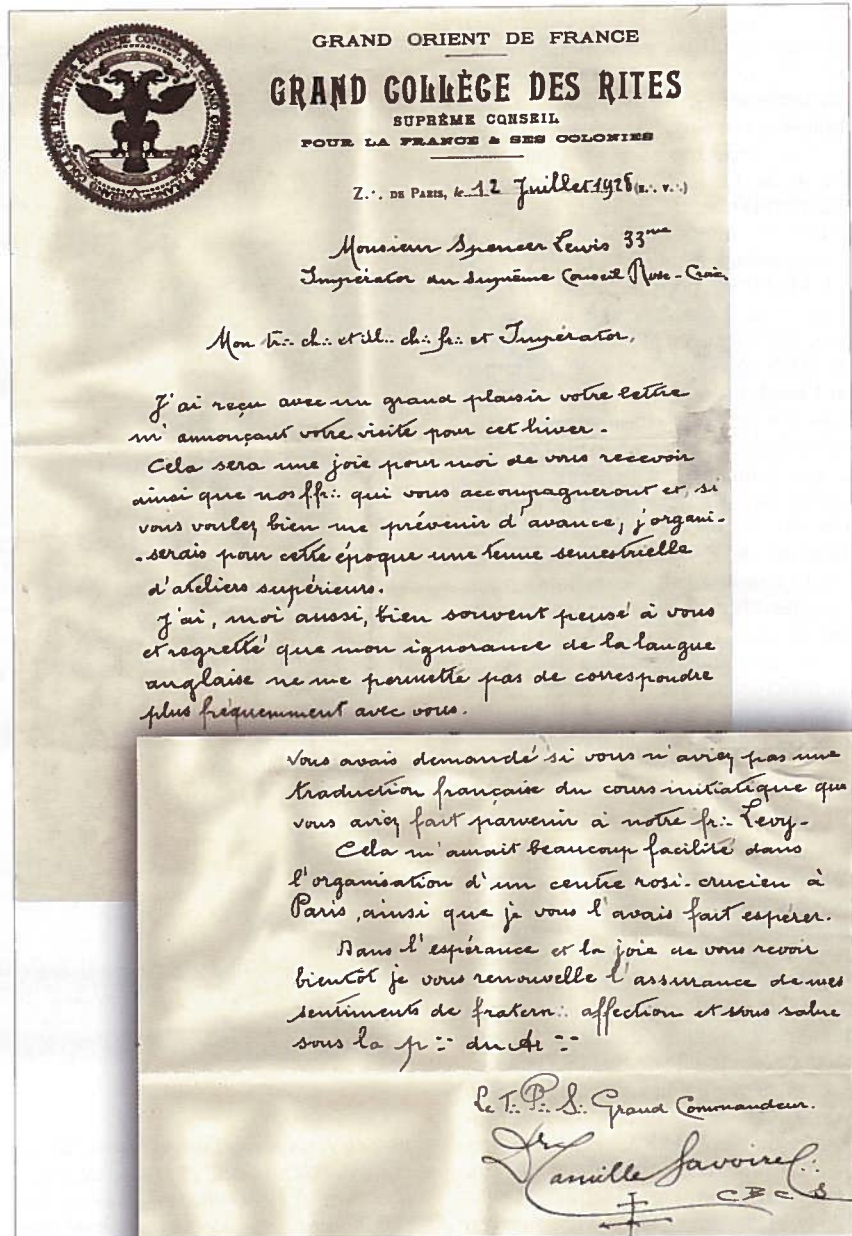 GRAND ORIENT DE FRANCE
GRAND COLLÈGE DES RITES
SUPRÊME CONSEIL
POUR LA FRANCE & SES COLONIES
Z∴ DE PARIS, le 12 Juillet 1928 (E∴ V∴)
Monsieur Spencer Lewis 33me
Impérator du Suprême Conseil Rose-Croix
Mon tr∴ ch∴ et ill∴ ch∴ fr∴ et Impérator,
J'ai reçu avec un grand plaisir votre lettre
m'annonçant votre visite pour cet hiver.
Cela sera une joie pour moi de vous recevoir
ainsi que nos ffr∴ qui vous accompagneront et, si
vous voulez bien me prévenir d'avance, j'organi-
-serais pour cette époque une tenue semestrielle
d'ateliers supérieurs.
J'ai, moi aussi, bien souvent pensé à vous
et regretté que mon ignorance de la langue
anglaise ne me permette pas de correspondre
plus fréquemment avec vous.
vous avais demandé si vous n'aviez pas une
traduction française du cours initiatique que
vous aviez fait parvenir à notre fr∴ Levy-
Cela m'aurait beaucoup facilité dans
l'organisation d'un centre rosi-crucien à
Paris, ainsi que je vous l'avais fait espérer.
Dans l'espérance et la joie de vous revoir
bientôt je vous renouvelle l'assurance de mes
sentiments de fratern∴ affection et vous salue
sous la p∷ du
Le T∴ P∴ S∴ Grand Commandeur.
Dr Camille Savoire
C B C S